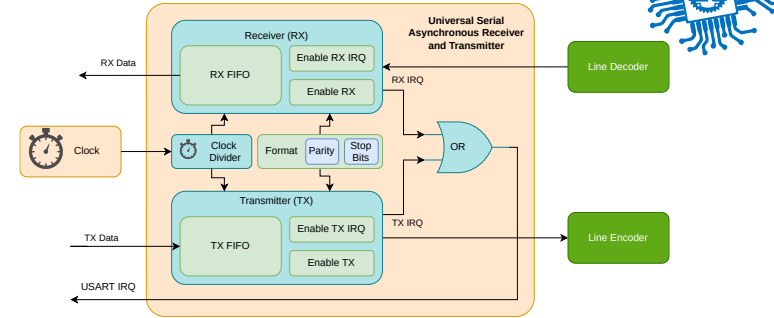 Universal Serial
Asynchronous Receiver
and Transmitter
Receiver (RX)
RX FIFO
Enable RX IRQ
Enable RX
RX Data
RX IRQ
Line Decoder
Clock
Clock
Divider
Format
Parity
Stop
Bits
OR
Transmitter (TX)
TX FIFO
Enable TX IRQ
Enable TX
TX Data
TX IRQ
Line Encoder
USART IRQ